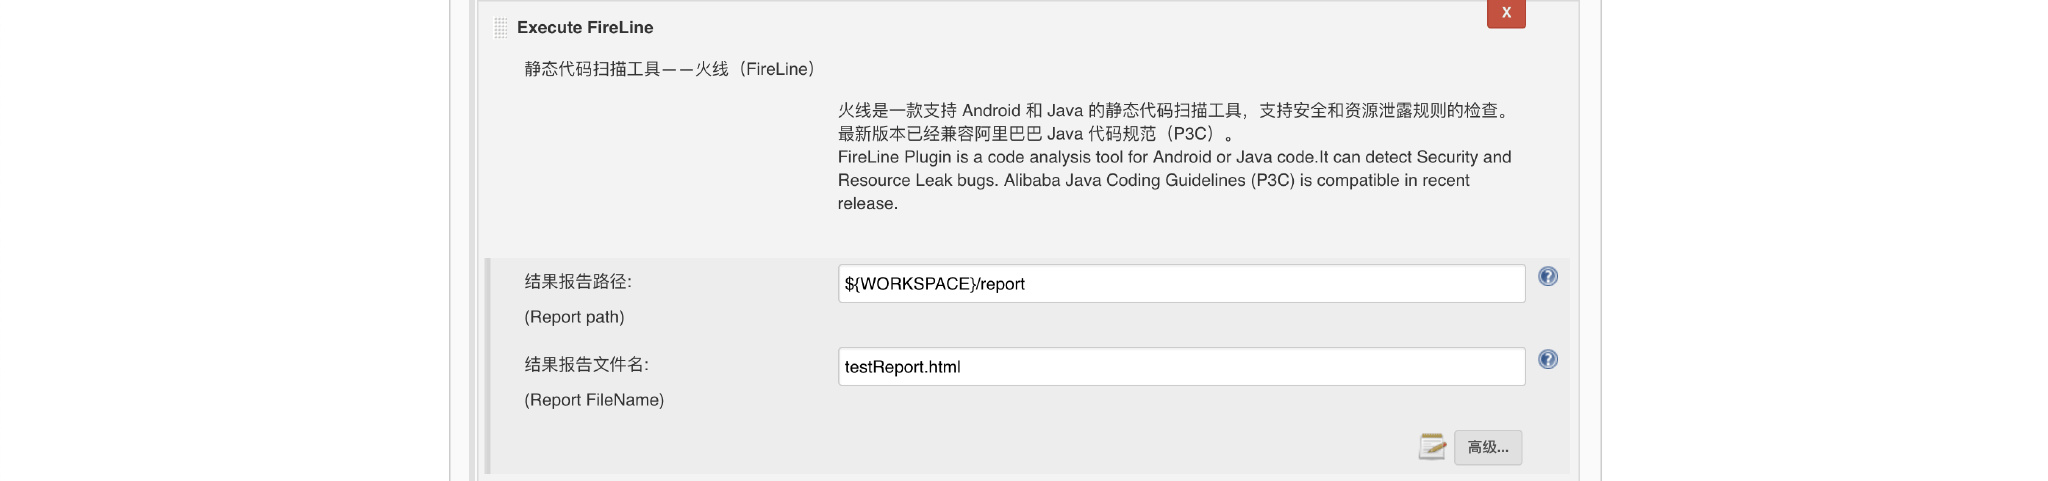 X
Execute FireLine
静态代码扫描工具——火线（FireLine）
火线是一款支持 Android 和 Java 的静态代码扫描工具，支持安全和资源泄露规则的检查。
最新版本已经兼容阿里巴巴 Java 代码规范（P3C）。
FireLine Plugin is a code analysis tool for Android or Java code.It can detect Security and
Resource Leak bugs. Alibaba Java Coding Guidelines (P3C) is compatible in recent
release.
结果报告路径:
${WORKSPACE}/report
?
(Report path)
结果报告文件名:
testReport.html
?
(Report FileName)
高级...